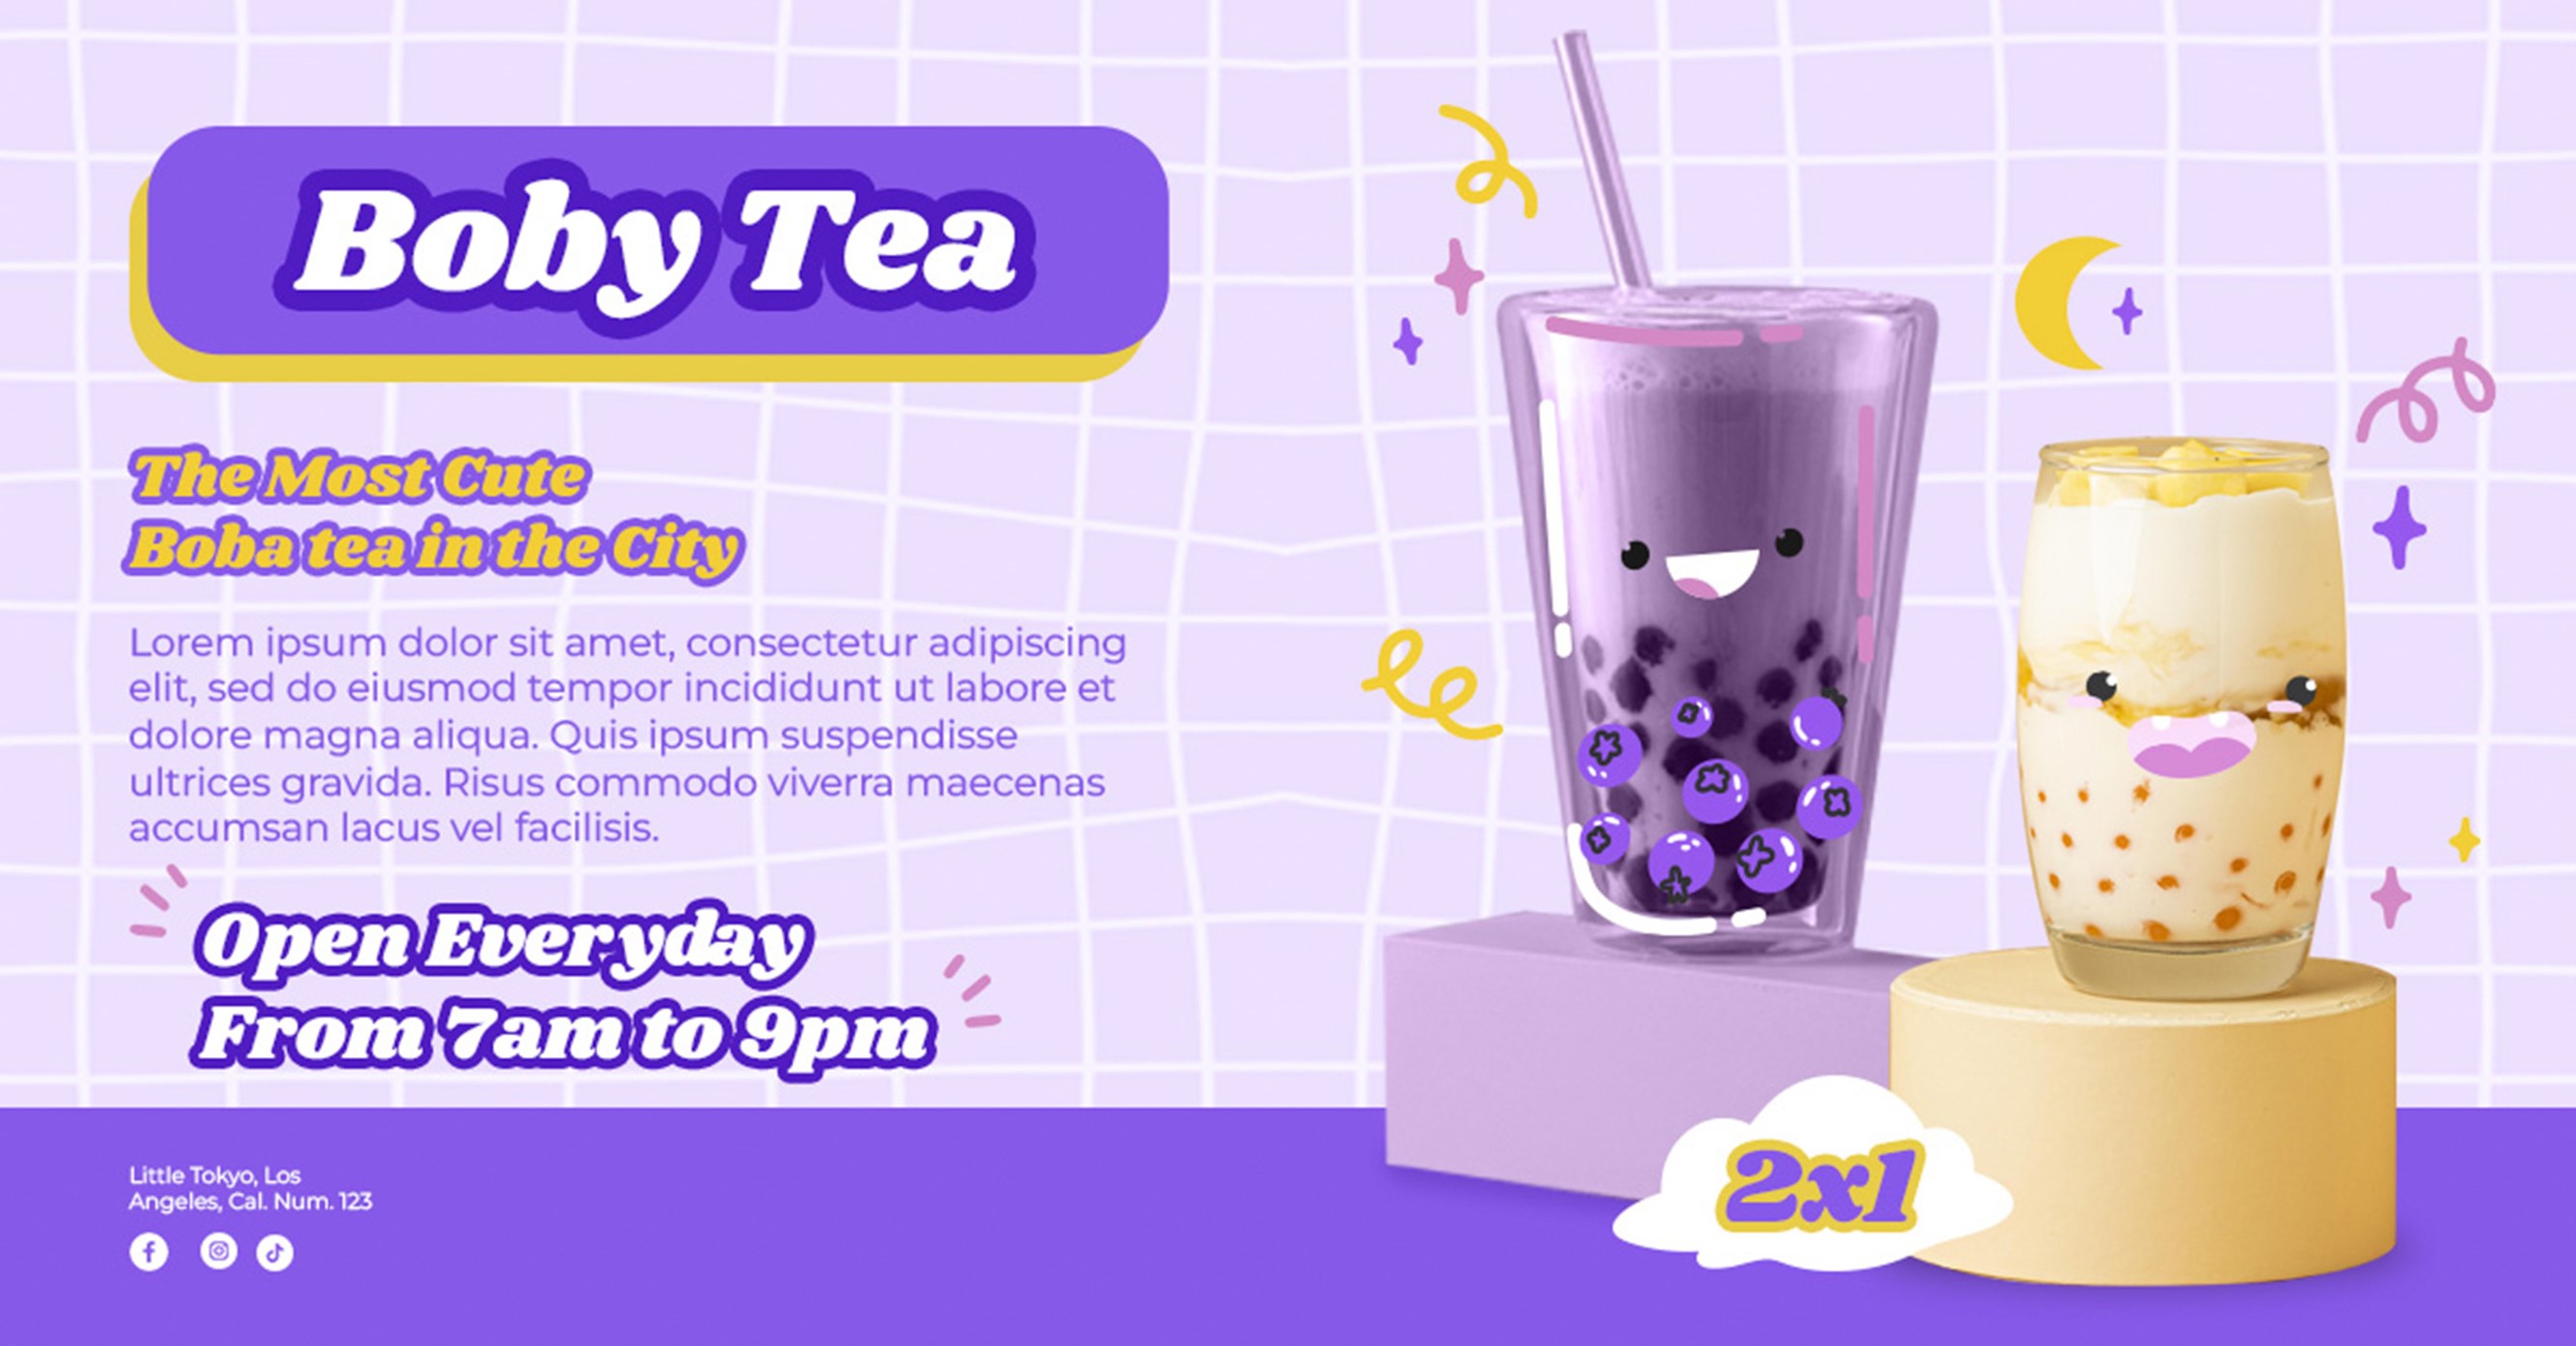 Boby Tea
The Most Cute
Boba tea in the City
Lorem ipsum dolor sit amet, consectetur adipiscing
elit, sed do eiusmod tempor incididunt ut labore et
dolore magna aliqua. Quis ipsum suspendisse
ultrices gravida. Risus commodo viverra maecenas
accumsan lacus vel facilisis.
Open Everyday
From 7am to 9pm
Little Tokyo, Los
Angeles, Cal. Num. 123
2x1